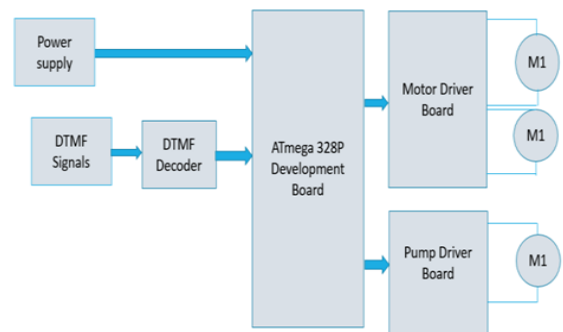 Power
supply
DTMF
Signals
DTMF
Decoder
ATmega 328P
Development
Board
Motor Driver
Board
M1
M1
Pump Driver
Board
M1